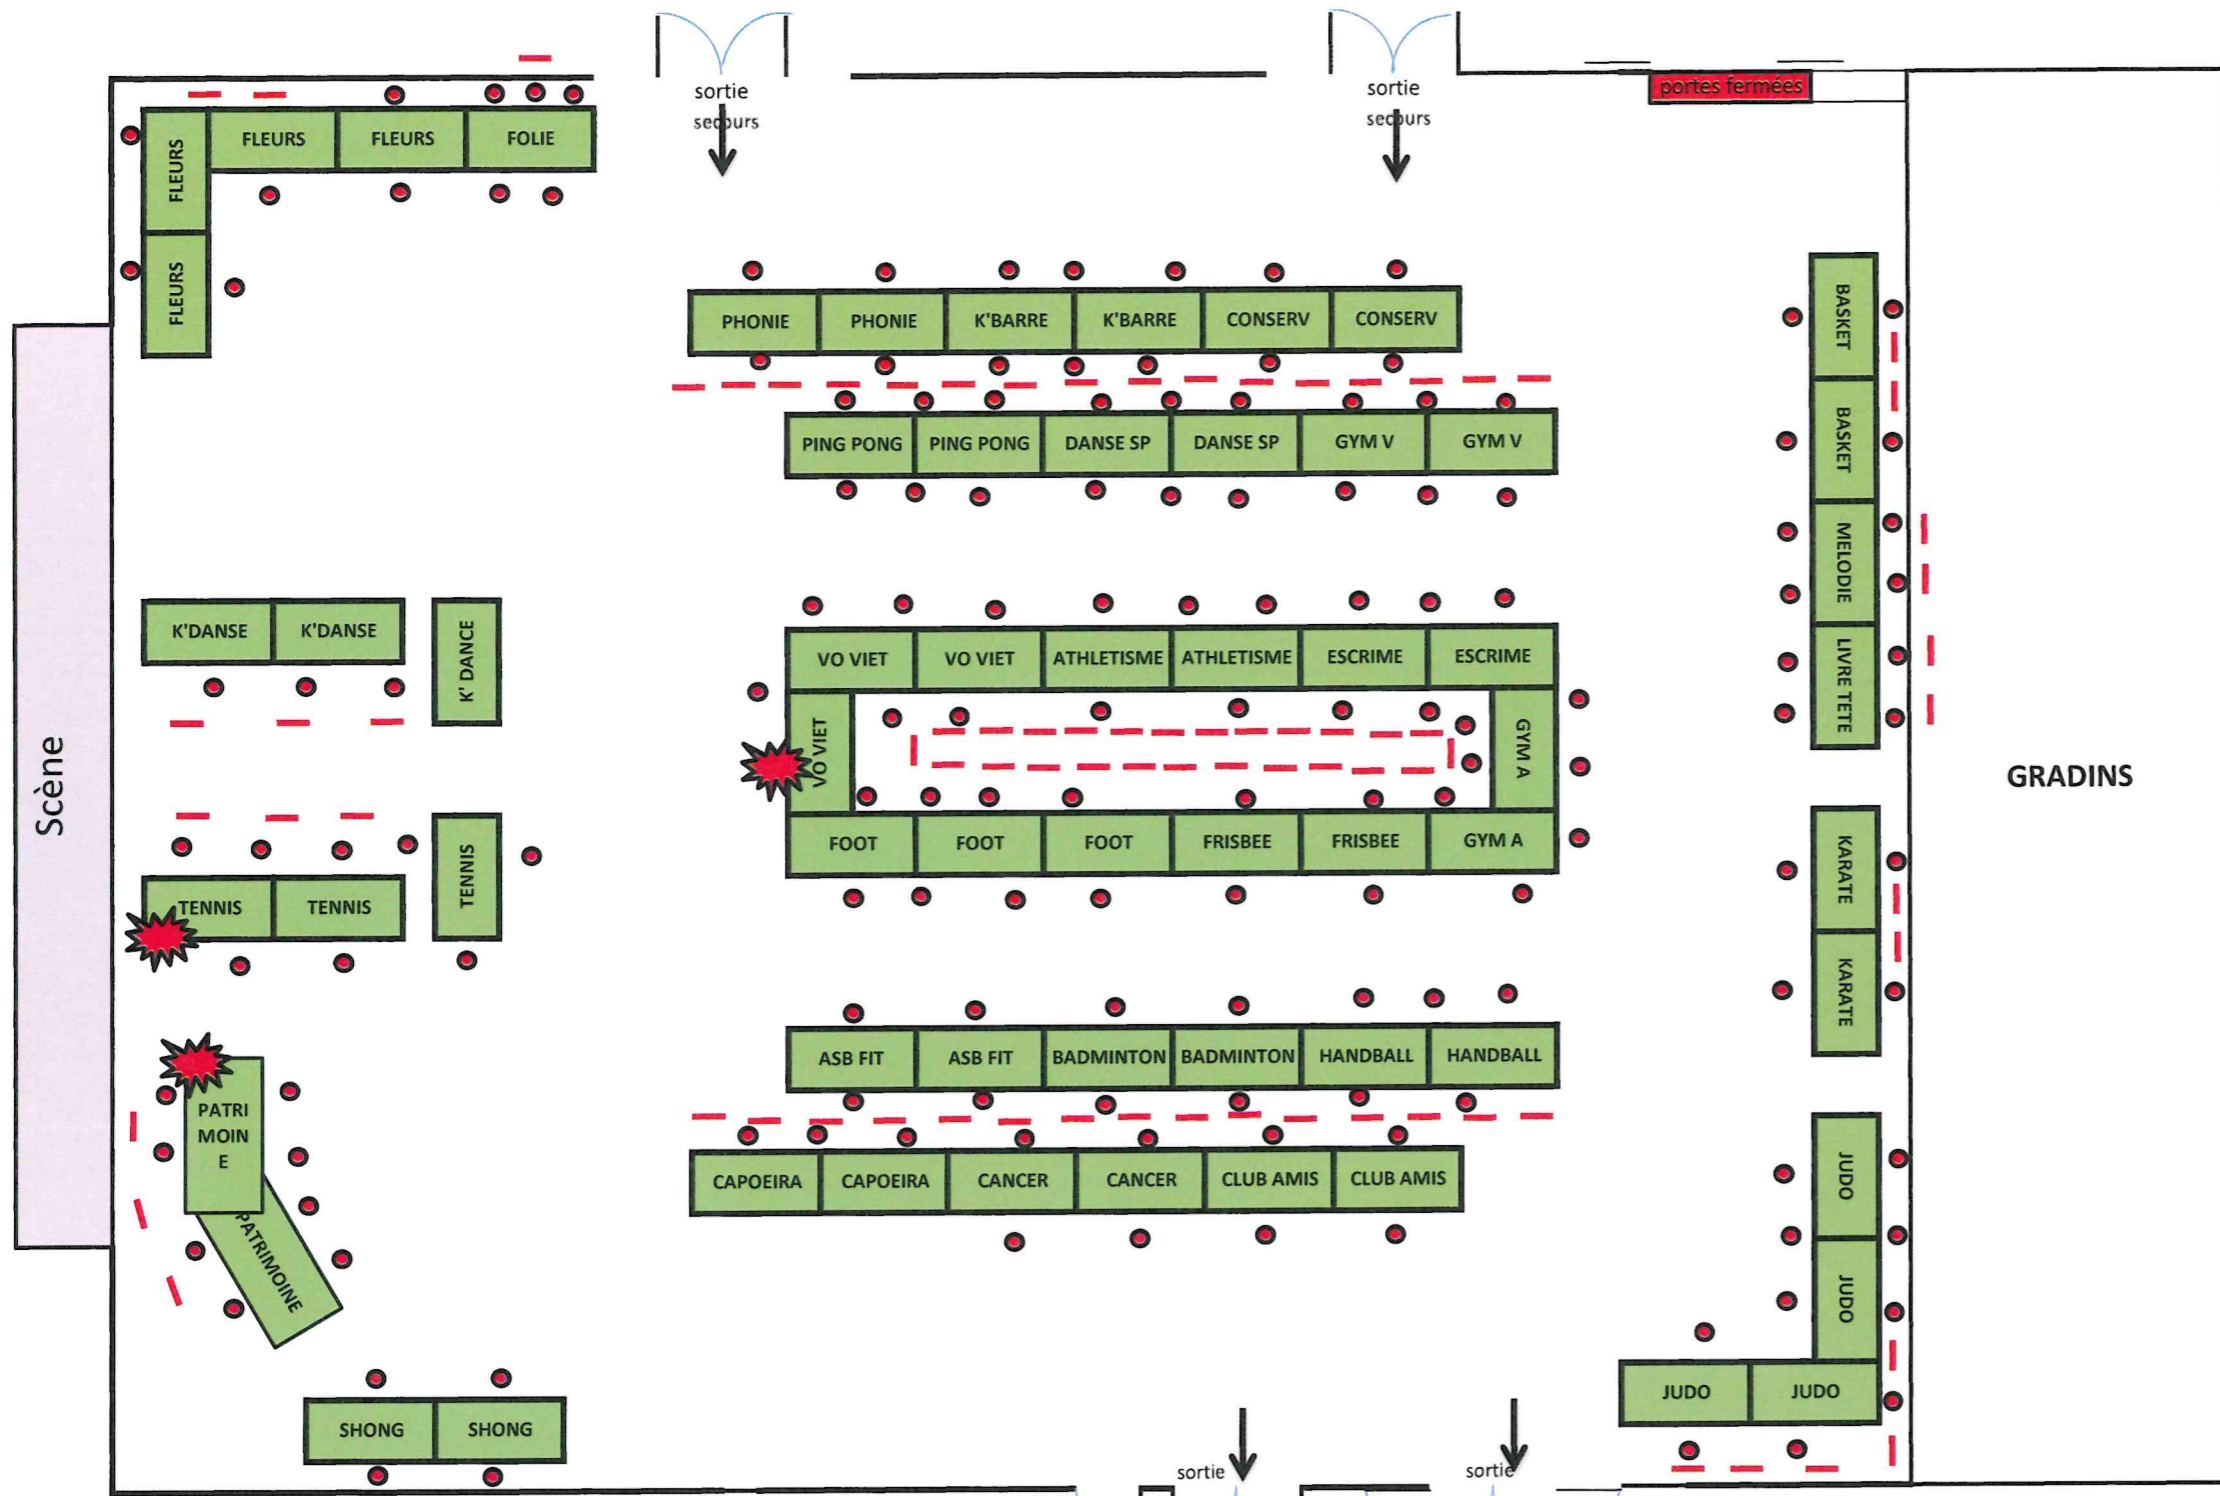 sortie
secours
sortie
secours
portes fermées
FLEURS
FLEURS
FOLIE
FLEURS
FLEURS
PHONIE
PHONIE
K'BARRE
K'BARRE
CONSERV
CONSERV
PING PONG
PING PONG
DANSE SP
DANSE SP
GYM V
GYM V
BASKET
BASKET
MELODIE
LIVRE TETE
K'DANSE
K'DANSE
K' DANCE
VO VIET
VO VIET
ATHLETISME
ATHLETISME
ESCRIME
ESCRIME
VO VIET
GYM A
Scène
GRADINS
FOOT
FOOT
FOOT
FRISBEE
FRISBEE
GYM A
TENNIS
TENNIS
TENNIS
KARATE
KARATE
ASB FIT
ASB FIT
BADMINTON
BADMINTON
HANDBALL
HANDBALL
PATRI
MOIN
E
PATRIMOINE
CAPOEIRA
CAPOEIRA
CANCER
CANCER
CLUB AMIS
CLUB AMIS
JUDO
JUDO
JUDO
JUDO
SHONG
SHONG
sortie
sortie